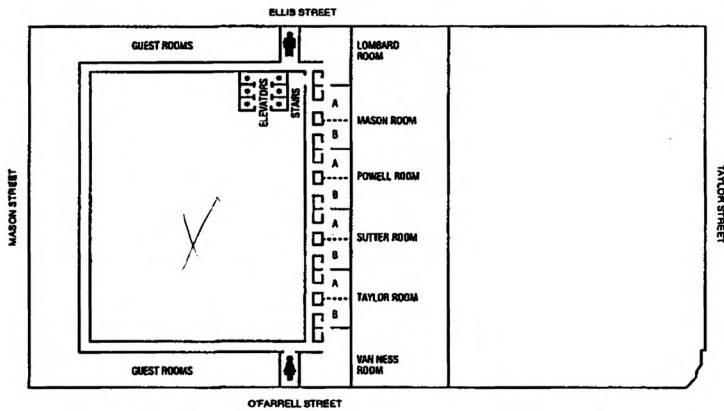 ELLIS STREET
GUEST ROOMS
LOMBARD
ROOM
ELEVATORS
STAIRS
A
MASON ROOM
B
A
POWELL ROOM
B
MASON STREET
TAYLOR STREET
A
SUTTER ROOM
B
A
TAYLOR ROOM
B
GUEST ROOMS
VAN NESS
ROOM
O'FARRELL STREET